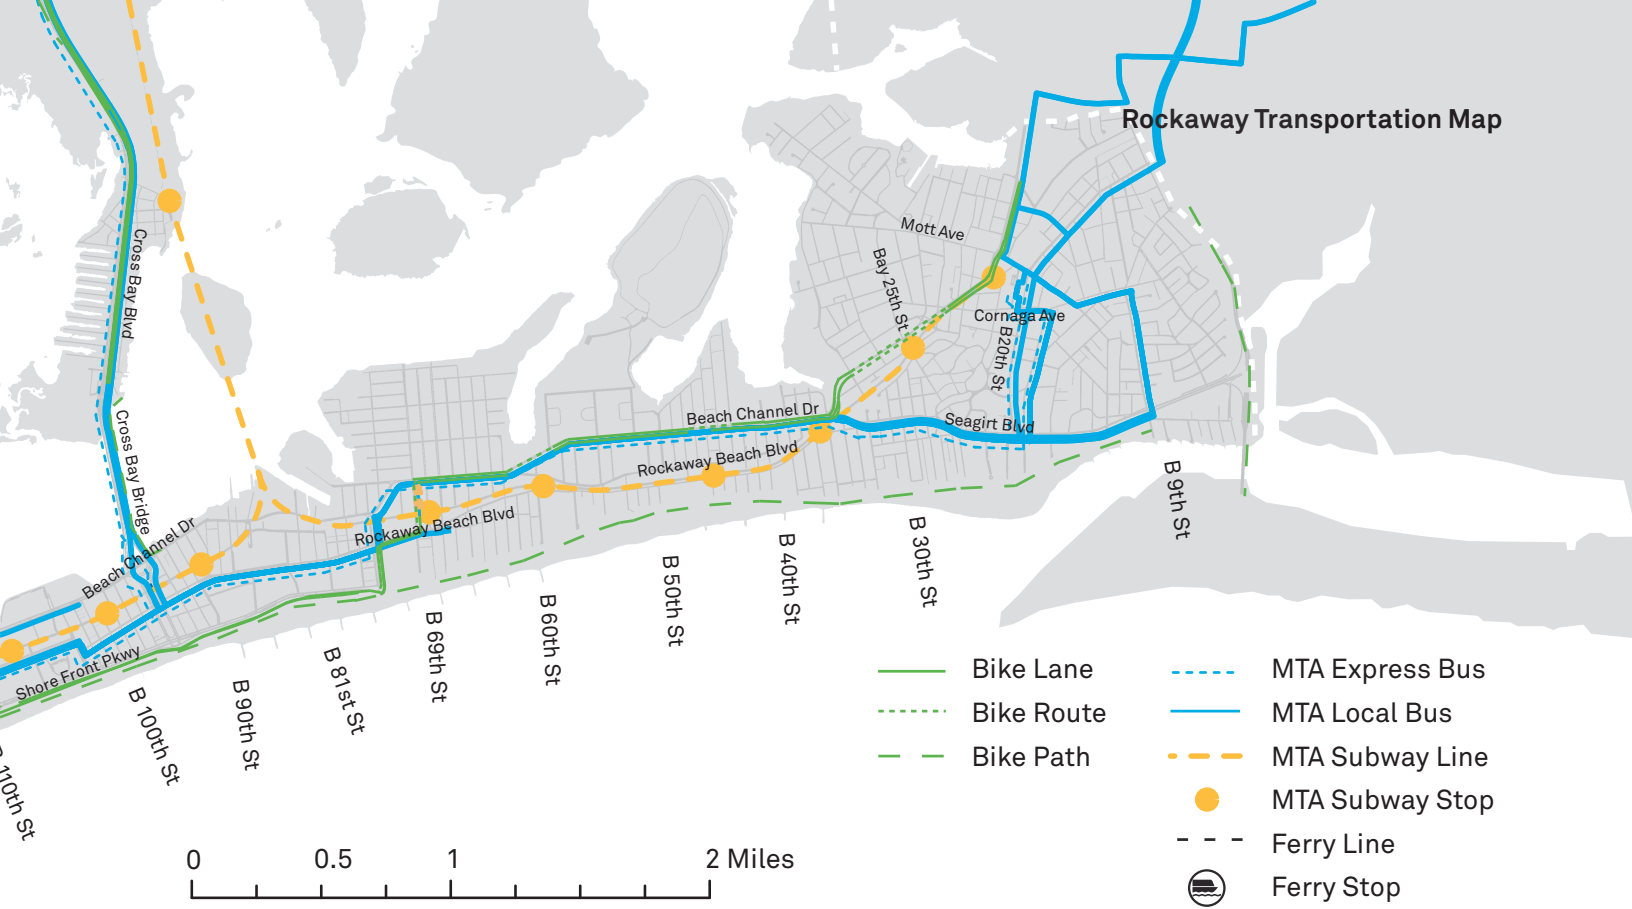 Rockaway Transportation Map
Mott Ave
Bay 25th St
Cross Bay Blvd
Cornaga Ave
B20th St
Beach Channel Dr
Seagirt Blvd
Rockaway Beach Blvd
Cross Bay Bridge
Rockaway Beach Blvd
Beach Channel Dr
Shore Front Pkwy
B 9th St
B 30th St
B 40th St
B 50th St
B 60th St
B 69th St
B 81st St
B 90th St
B 100th St
110th St
Bike Lane
Bike Route
Bike Path
MTA Express Bus
MTA Local Bus
MTA Subway Line
MTA Subway Stop
Ferry Line
Ferry Stop
0 0.5 1 2 Miles